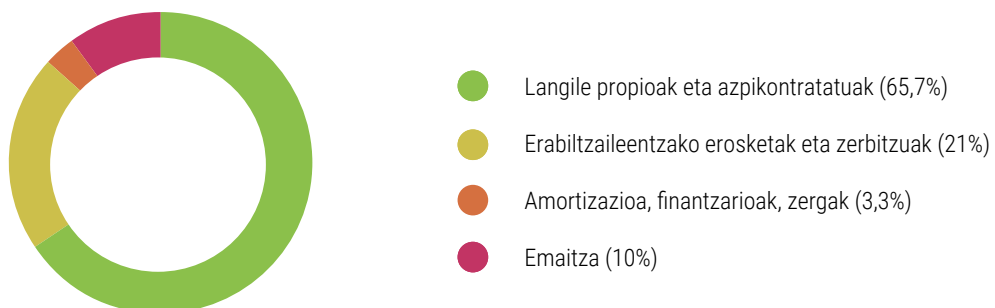 Langile propioak eta azpikontratatuak (65,7%)
Erabiltzaileentzako erosketak eta zerbitzuak (21%)
Amortizazioa, finantzarioak, zergak (3,3%)
Emaitza (10%)